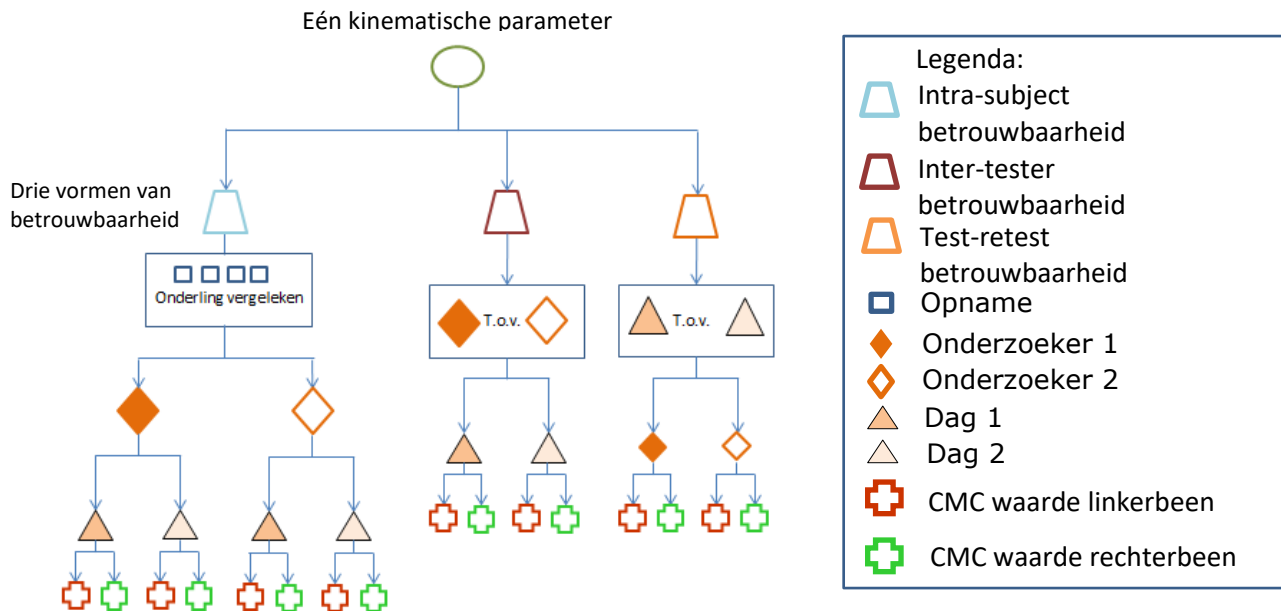 Eén kinematische parameter
Drie vormen van
betrouwbaarheid
Onderling vergeleken
T.o.v.
T.o.v.
Legenda:
Intra-subject
betrouwbaarheid
Inter-tester
betrouwbaarheid
Test-retest
betrouwbaarheid
Opname
Onderzoeker 1
Onderzoeker 2
Dag 1
Dag 2
CMC waarde linkerbeen
CMC waarde rechterbeen